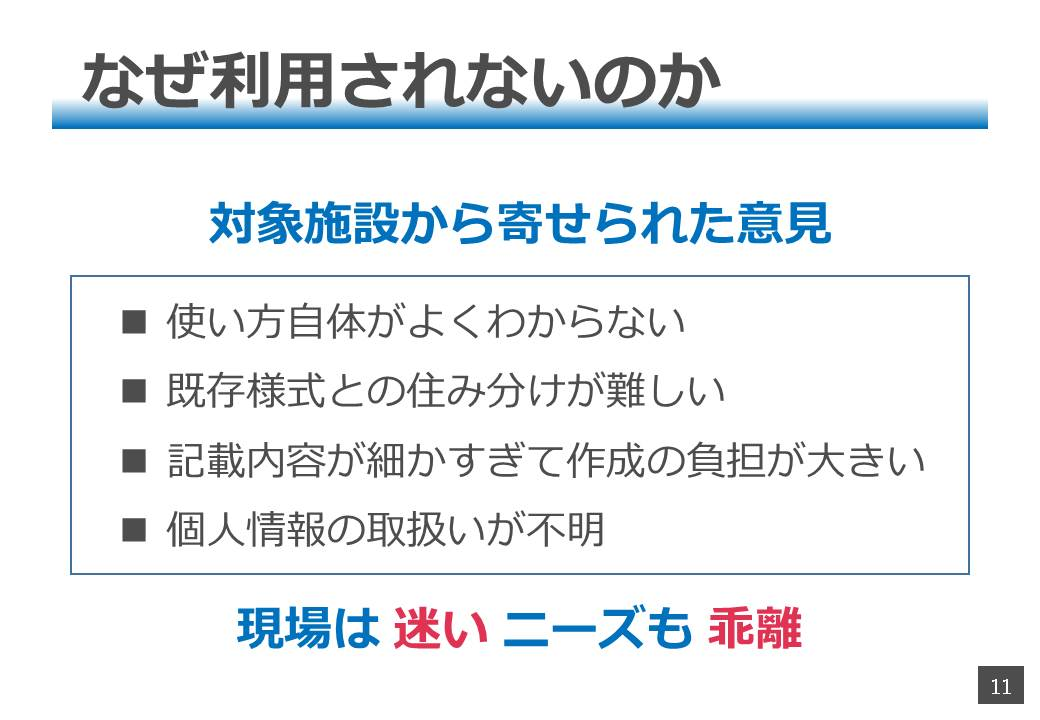 なぜ利用されないのか
対象施設から寄せられた意見
■ 使い方自体がよくわからない
■ 既存様式との住み分けが難しい
■ 記載内容が細かすぎて作成の負担が大きい
■ 個人情報の取扱いが不明
現場は 迷い ニーズも 乖離
11